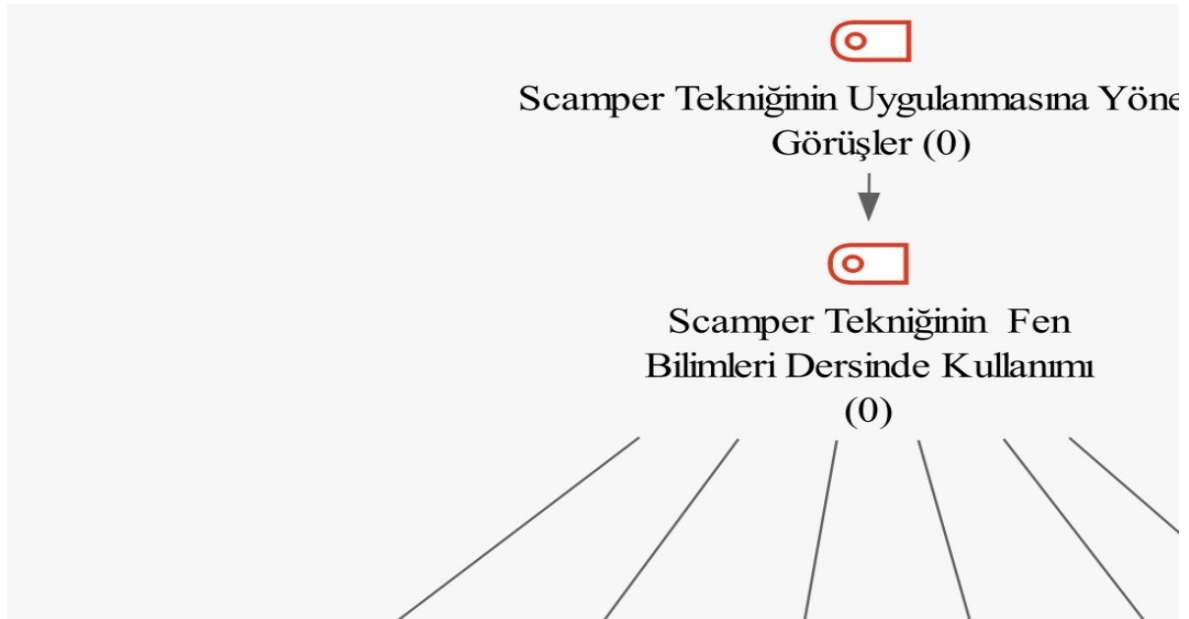 Scamper Tekniğinin Uygulanmasına Yöne
Görüşler (0)
Scamper Tekniğinin Fen
Bilimleri Dersinde Kullanımı
(0)